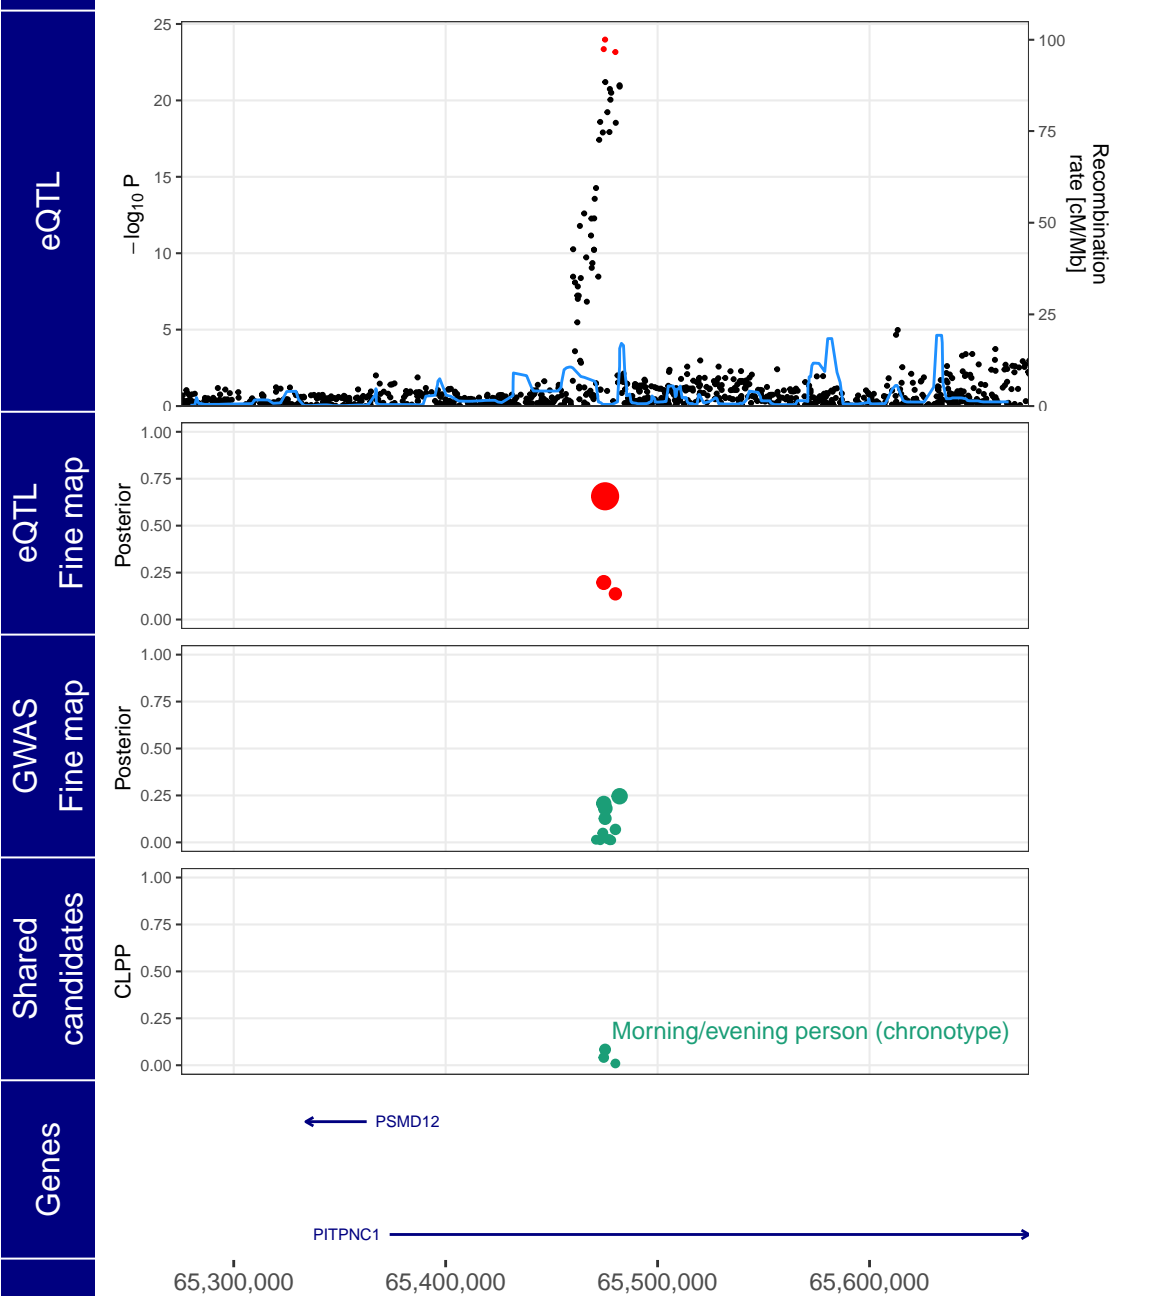 eQTL
25
20
15
10
5
0
−log10 P
100
75
50
25
0
Recombination
rate [cM/Mb]
eQTL
Fine map
Posterior
1.00
0.75
0.50
0.25
0.00
GWAS
Fine map
Posterior
1.00
0.75
0.50
0.25
0.00
Shared
candidates
CLPP
1.00
0.75
0.50
0.25
0.00
Morning/evening person (chronotype)
Genes
PSMD12
PITPNC1
65,300,000
65,400,000
65,500,000
65,600,000